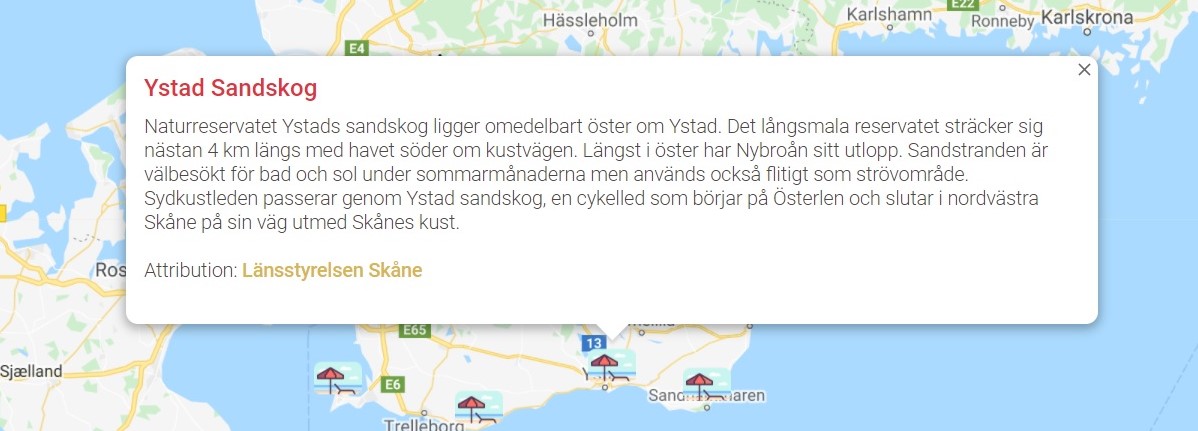 Hässleholm
Karlshamn
E22
Ronneby
Karlskrona
E4
Ystad Sandskog
Naturreservatet Ystads sandskog ligger omedelbart öster om Ystad. Det långsmala reservatet sträcker sig
nästan 4 km längs med havet söder om kustvägen. Längst i öster har Nybroån sitt utlopp. Sandstranden är
välbesökt för bad och sol under sommarmånaderna men används också flitigt som strövområde.
Sydkustleden passerar genom Ystad sandskog, en cykelled som börjar på Österlen och slutar i nordvästra
Skåne på sin väg utmed Skånes kust.
Ros
Attribution: Länsstyrelsen Skåne
E65
13
Sjælland
E6
Trelleborg